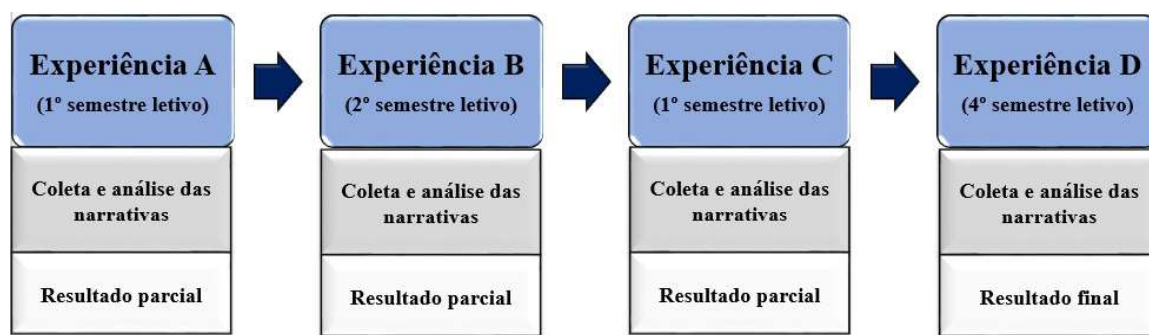 Experiência A
(1º semestre letivo)
Coleta e análise das
narrativas
Resultado parcial
Experiência B
(2º semestre letivo)
Coleta e análise das
narrativas
Resultado parcial
Experiência C
(1º semestre letivo)
Coleta e análise das
narrativas
Resultado parcial
Experiência D
(4º semestre letivo)
Coleta e análise das
narrativas
Resultado final